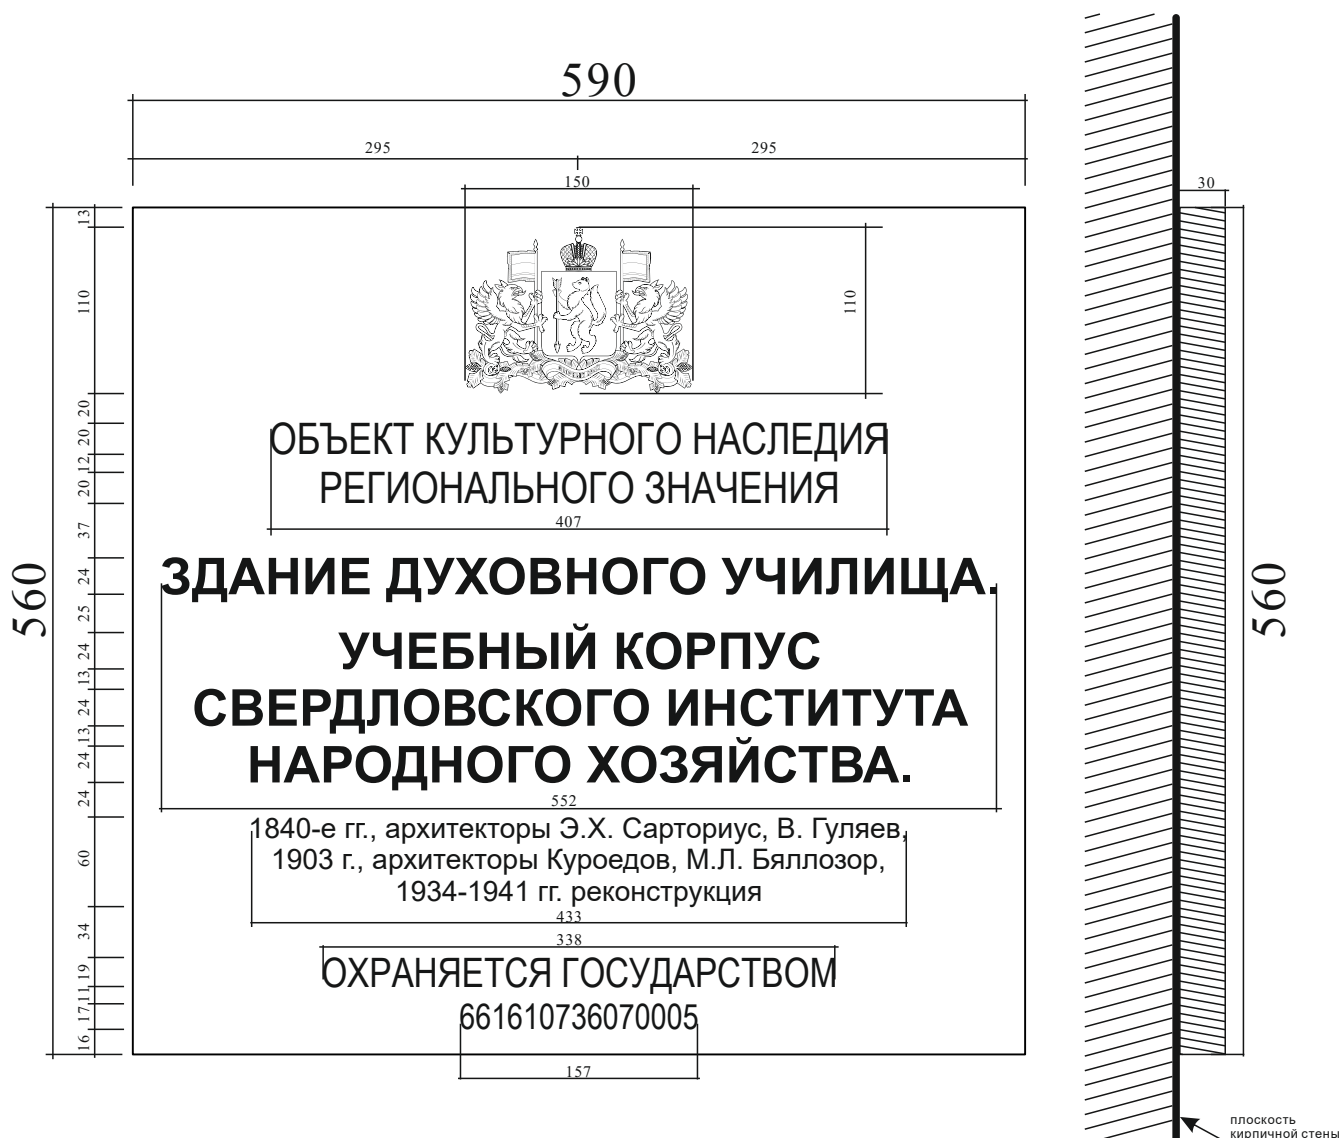 590
295 295
150
30
13
110
110
20
20
12
20
37
24
25
24
13
24
13
24
24
60
34
19
11
17
16
560
ОБЪЕКТ КУЛЬТУРНОГО НАСЛЕДИЯ
РЕГИОНАЛЬНОГО ЗНАЧЕНИЯ
407
ЗДАНИЕ ДУХОВНОГО УЧИЛИЩА.
УЧЕБНЫЙ КОРПУС
СВЕРДЛОВСКОГО ИНСТИТУТА
НАРОДНОГО ХОЗЯЙСТВА.
552
1840-е гг., архитекторы Э.Х. Сарториус, В. Гуляев,
1903 г., архитекторы Куроедов, М.Л. Бяллозор,
1934-1941 гг. реконструкция
433
338
ОХРАНЯЕТСЯ ГОСУДАРСТВОМ
661610736070005
157
560
плоскость
кирпичной стены